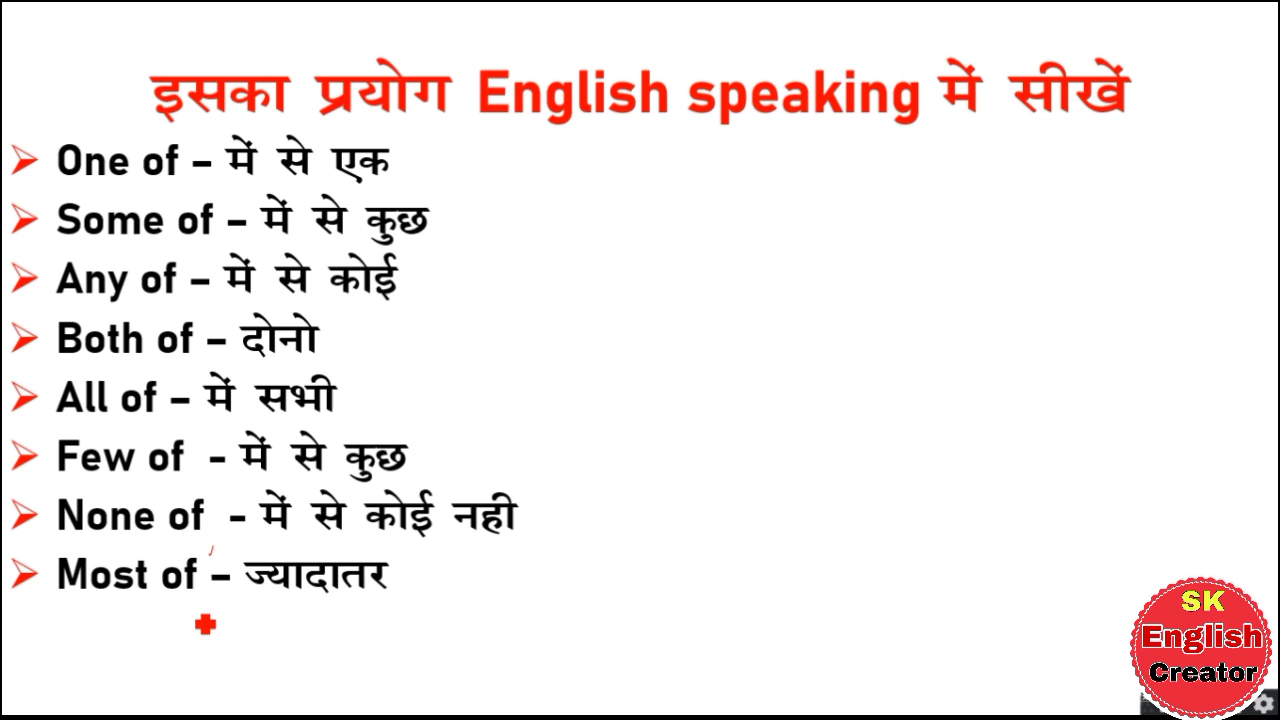 इसका प्रयोग English speaking में सीखें
One of – में से एक
Some of – में से कुछ
Any of – में से कोई
Both of – दोनो
All of – में सभी
Few of - में से कुछ
None of - में से कोई नही
Most of – ज्यादातर
SK
English
Creator